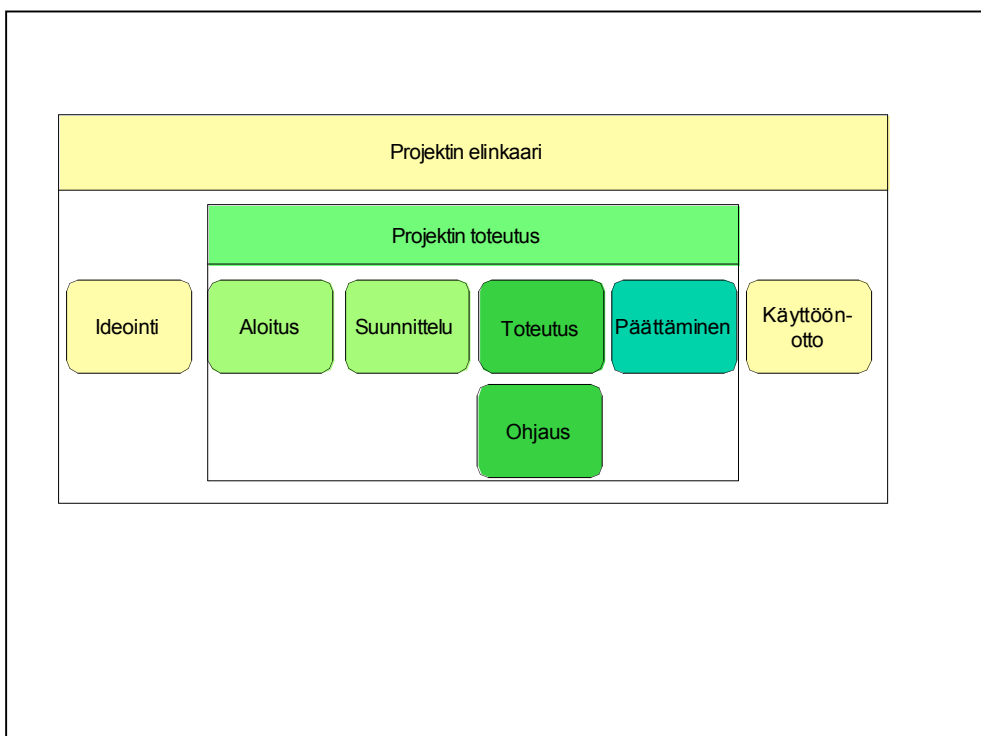 Projektin elinkaari
Projektin toteutus
Ideointi
Aloitus
Suunnittelu
Toteutus
Päättäminen
Käyttöön-
otto
Ohjaus